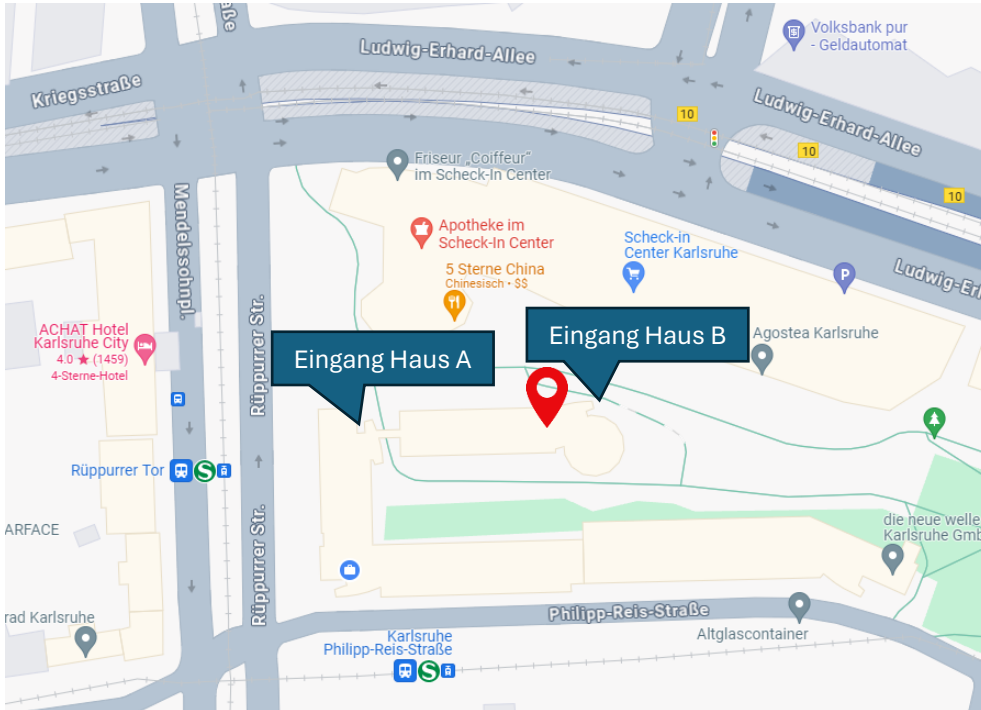 Volksbank pur
- Geldautomat
Ludwig-Erhard-Allee
Kriegsstraße
Ludwig-Erhard-Allee
10
10
10
Friseur „Coiffeur"
im Scheck-In Center
Mendelssohnpl.
Apotheke im
Scheck-In Center
Scheck-in
Center Karlsruhe
5 Sterne China
Chinesisch • $$
P
Ludwig-Er
ACHAT Hotel
Karlsruhe City
4.0 ★ (1459)
4-Sterne-Hotel
Rüppurrer Str.
Eingang Haus A
Eingang Haus B
Agostea Karlsruhe
Rüppurrer Tor
S
Rüppurrer Str.
ARFACE
die neue welle
Karlsruhe Gmb
rad Karlsruhe
Philipp-Reis-Straße
Altglascontainer
Karlsruhe
Philipp-Reis-Straße
S